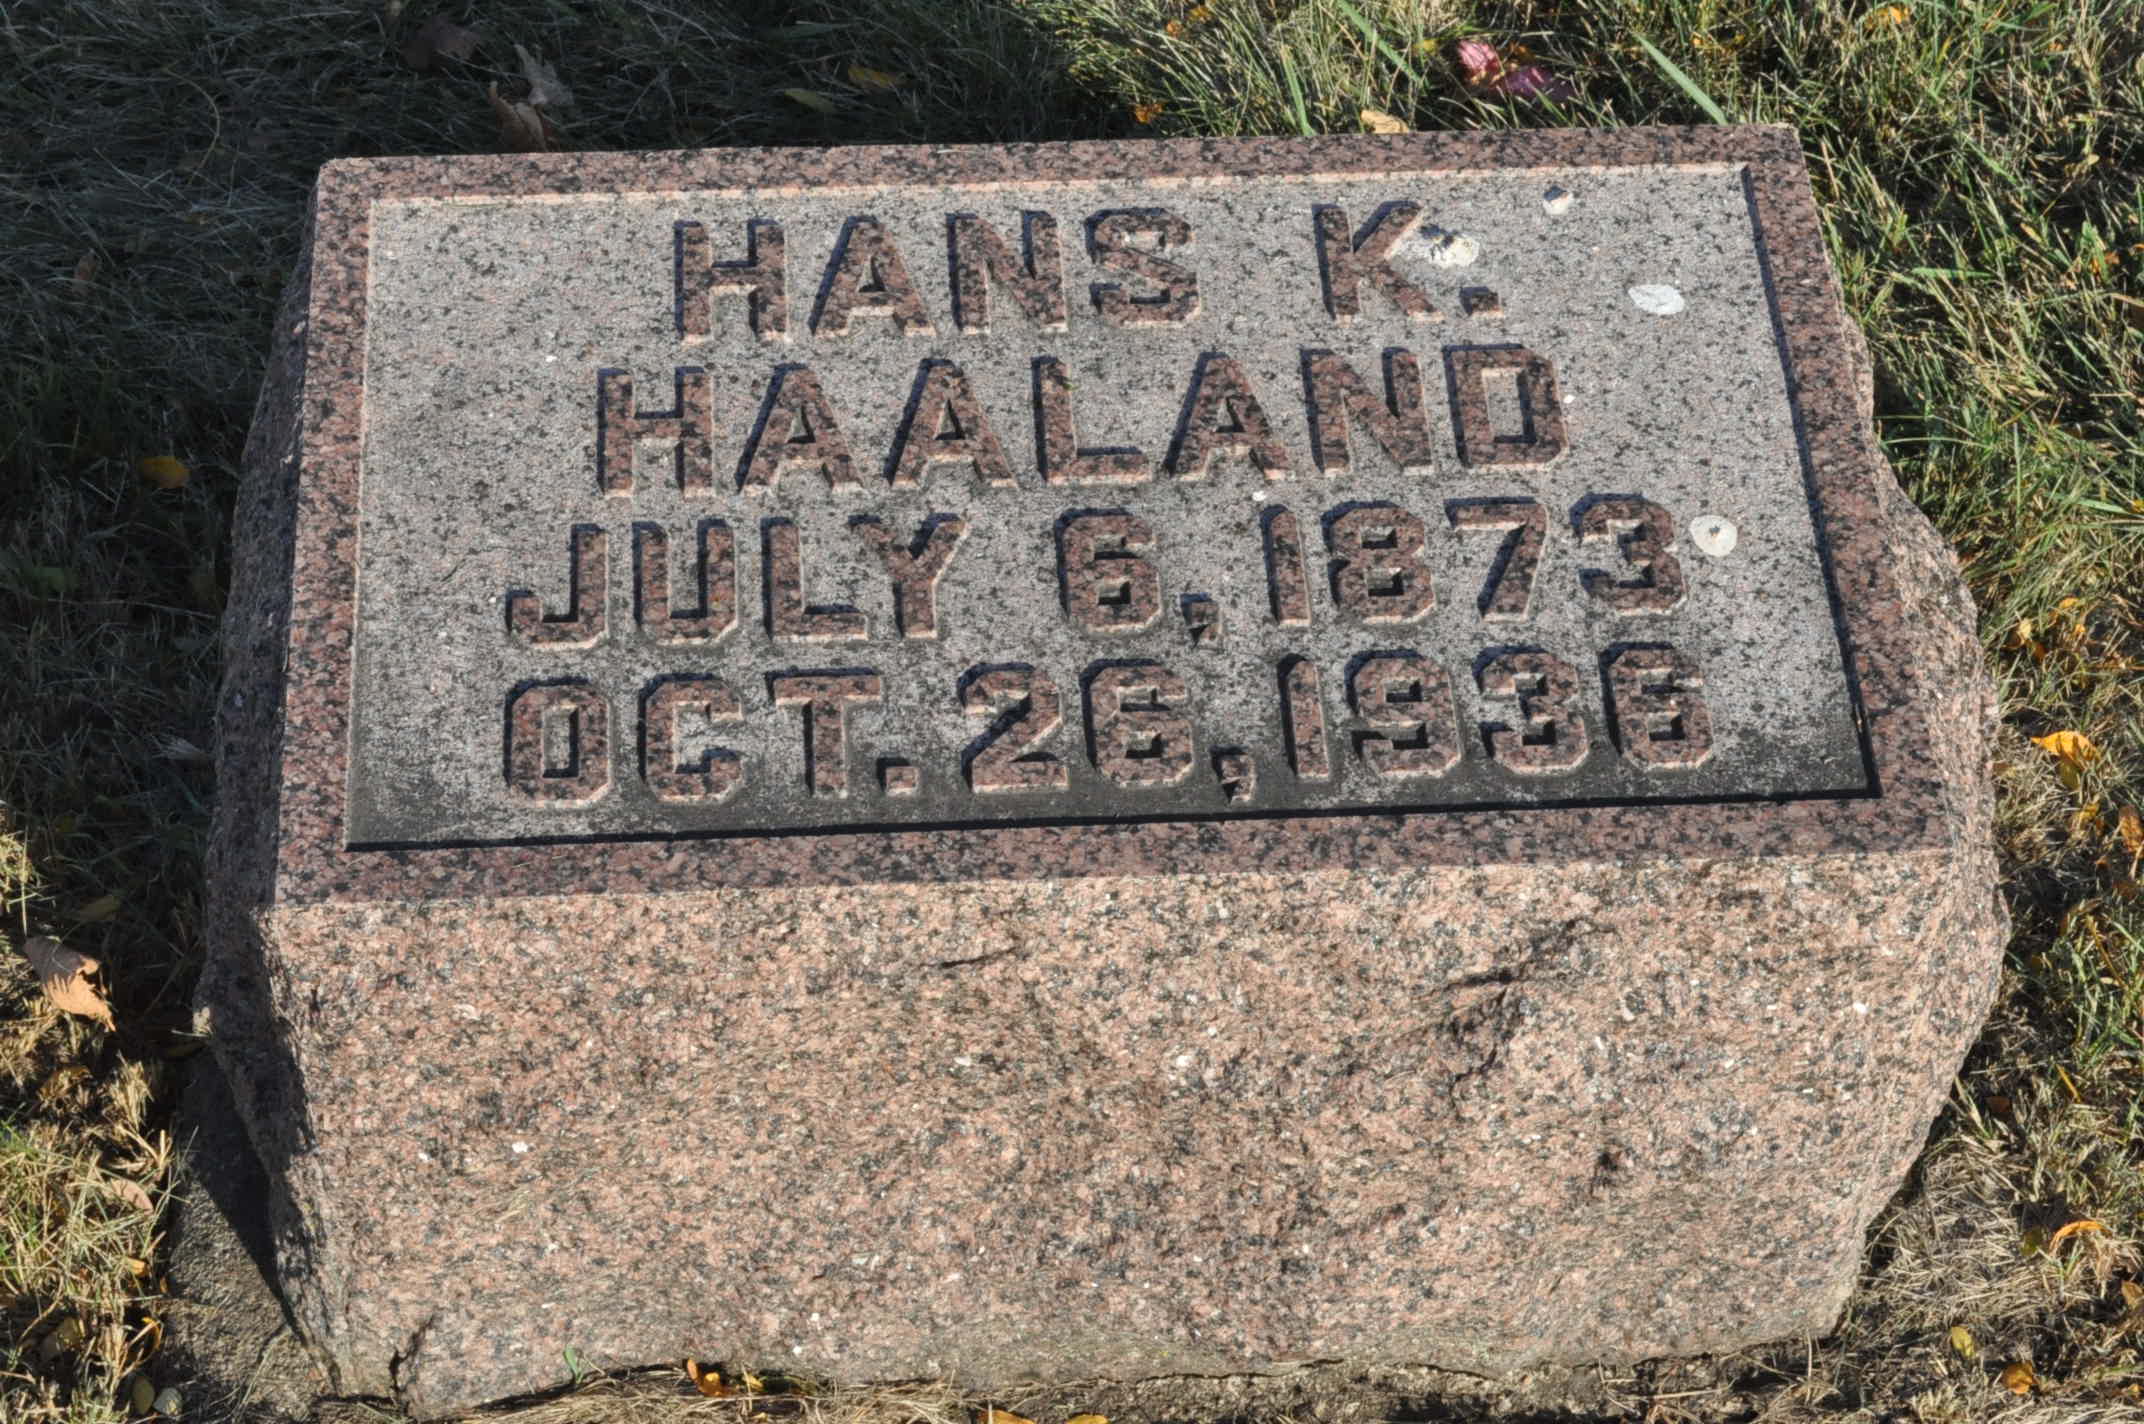 HANS K.
HAALAND
JULY 6, 1873
OCT. 26, 1936